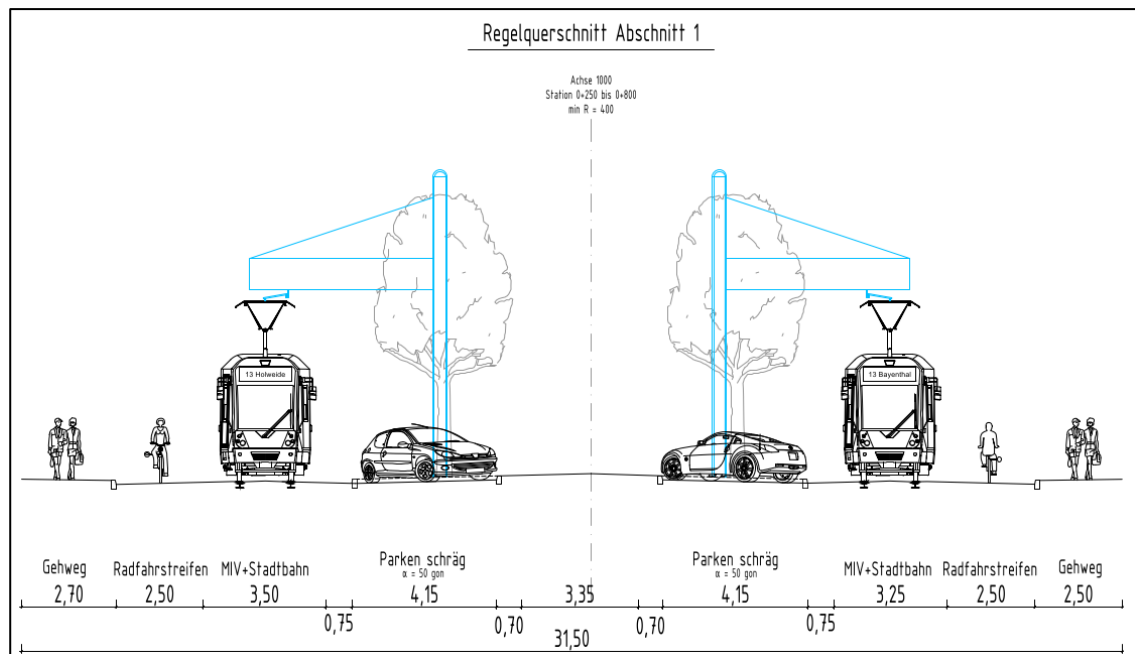 Regelquerschnitt Abschnitt 1
Achse 1000
Station 0+250 bis 0+800
min R = 400
13 Holweide
13 Bayenthal
Gehweg
2,70
Radfahrstreifen
2,50
MIV+Stadtbahn
3,50
0,75
Parken schräg
α = 50 gon
4,15
0,70
3,35
0,70
Parken schräg
α = 50 gon
4,15
0,75
MIV+Stadtbahn
3,25
Radfahrstreifen
2,50
Gehweg
2,50
31,50